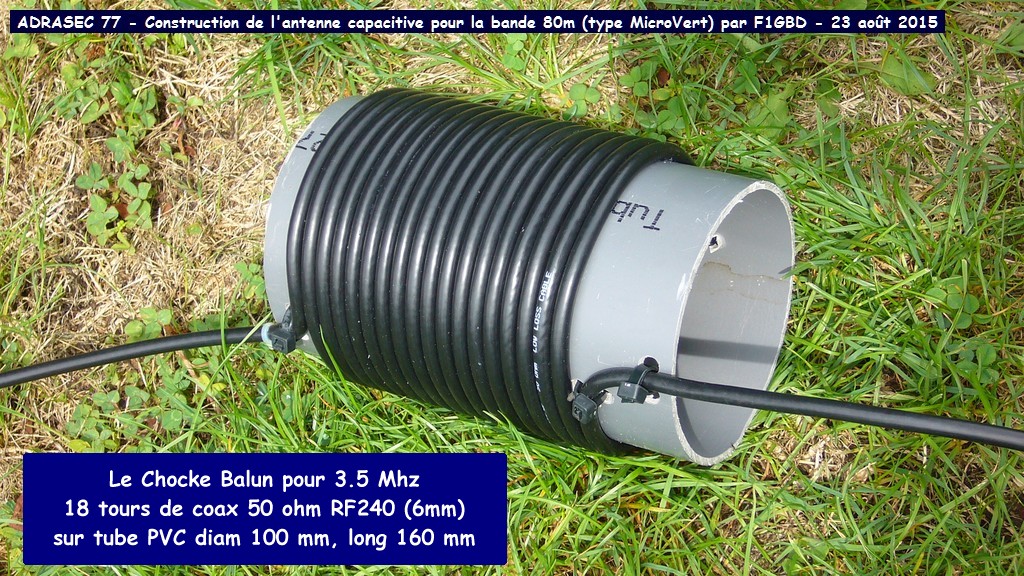 ADRASEC 77 - Construction de l'antenne capacitive pour la bande 80m (type MicroVert) par F1GBD - 23 août 2015
Tub
LOW LOSS CABLE
Le Chocke Balun pour 3.5 Mhz
18 tours de coax 50 ohm RF240 (6mm)
sur tube PVC diam 100 mm, long 160 mm